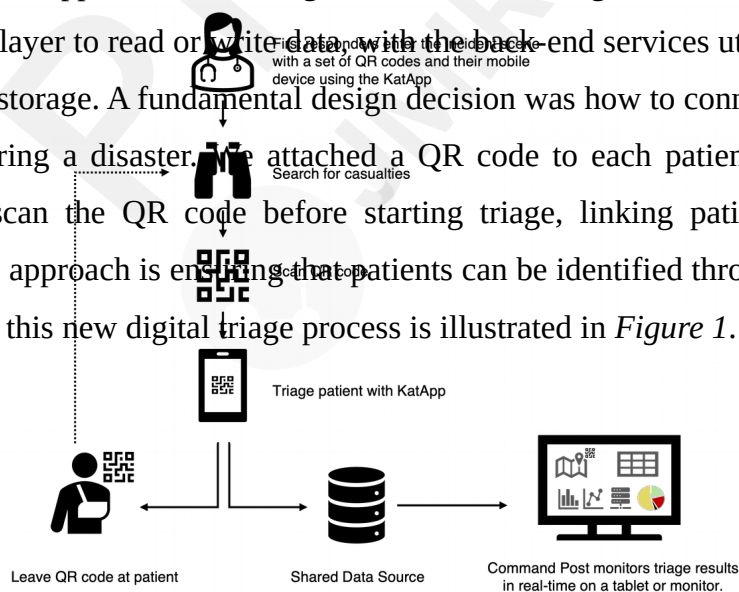 layer to read or write data, with the back-end services ut
First responders enter the incident scene
with a set of QR codes and their mobile
device using the KatApp
storage. A fundamental design decision was how to conn
ring a disaster. We attached a QR code to each patien
Search for casualties
scan the QR code before starting triage, linking pati
approach is ensuring that patients can be identified thro
Scan QR code
this new digital triage process is illustrated in Figure 1.
Triage patient with KatApp
Leave QR code at patient
Shared Data Source
Command Post monitors triage results
in real-time on a tablet or monitor.